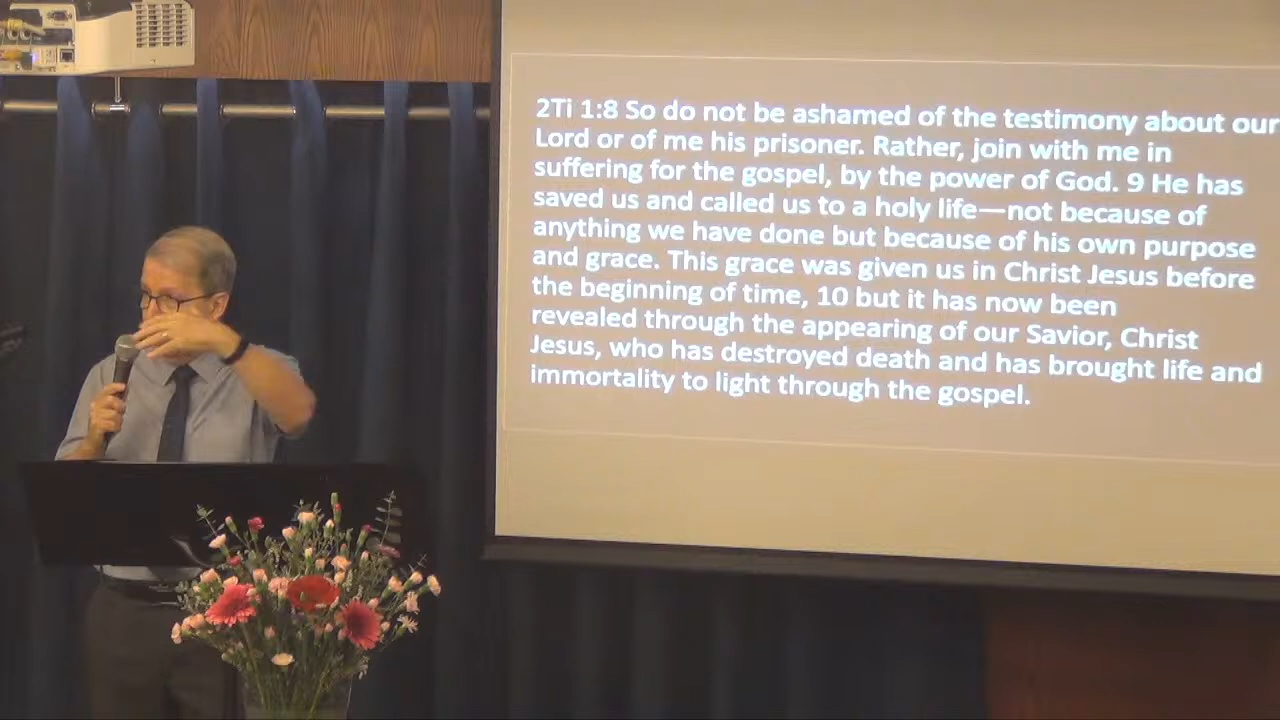 2Ti 1:8 So do not be ashamed of the testimony about our
Lord or of me his prisoner. Rather, join with me in
suffering for the gospel, by the power of God. 9 He has
saved us and called us to a holy life—not because of
anything we have done but because of his own purpose
and grace. This grace was given us in Christ Jesus before
the beginning of time, 10 but it has now been
revealed through the appearing of our Savior, Christ
Jesus, who has destroyed death and has brought life and
immortality to light through the gospel.